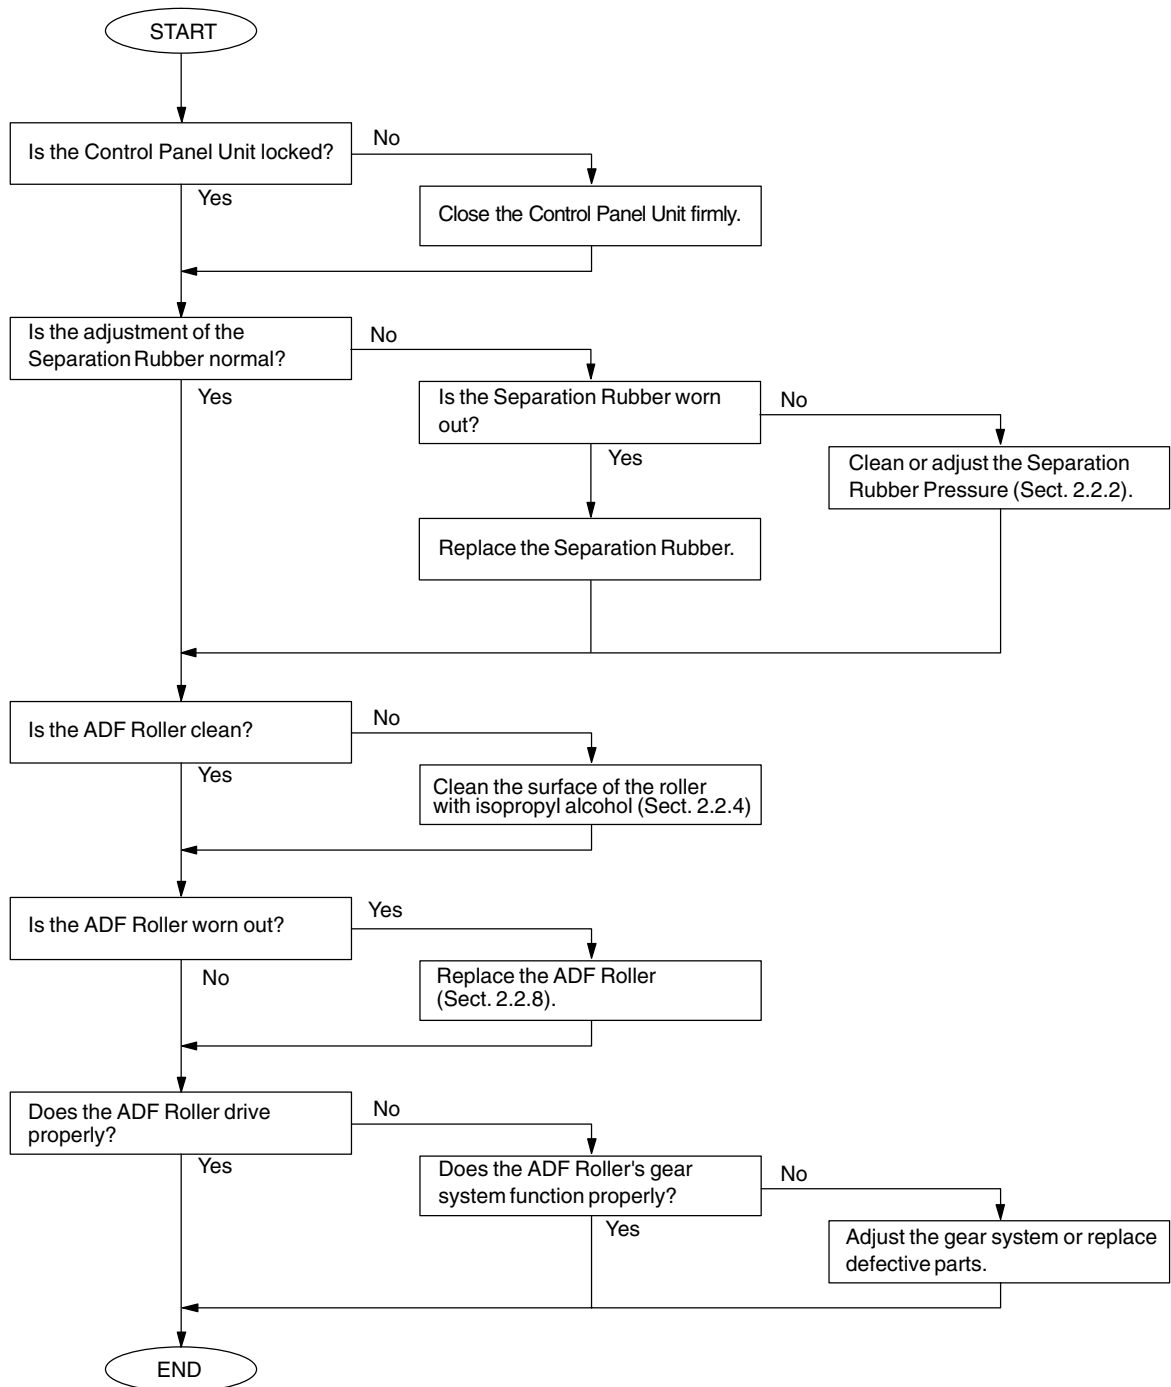 START
Is the Control Panel Unit locked?
No
Yes
Close the Control Panel Unit firmly.
Is the adjustment of the
Separation Rubber normal?
No
Yes
Is the Separation Rubber worn
out?
No
Yes
Clean or adjust the Separation
Rubber Pressure (Sect. 2.2.2).
Replace the Separation Rubber.
Is the ADF Roller clean?
No
Yes
Clean the surface of the roller
with isopropyl alcohol (Sect. 2.2.4)
Is the ADF Roller worn out?
Yes
No
Replace the ADF Roller
(Sect. 2.2.8).
Does the ADF Roller drive
properly?
No
Yes
Does the ADF Roller's gear
system function properly?
No
Yes
Adjust the gear system or replace
defective parts.
END